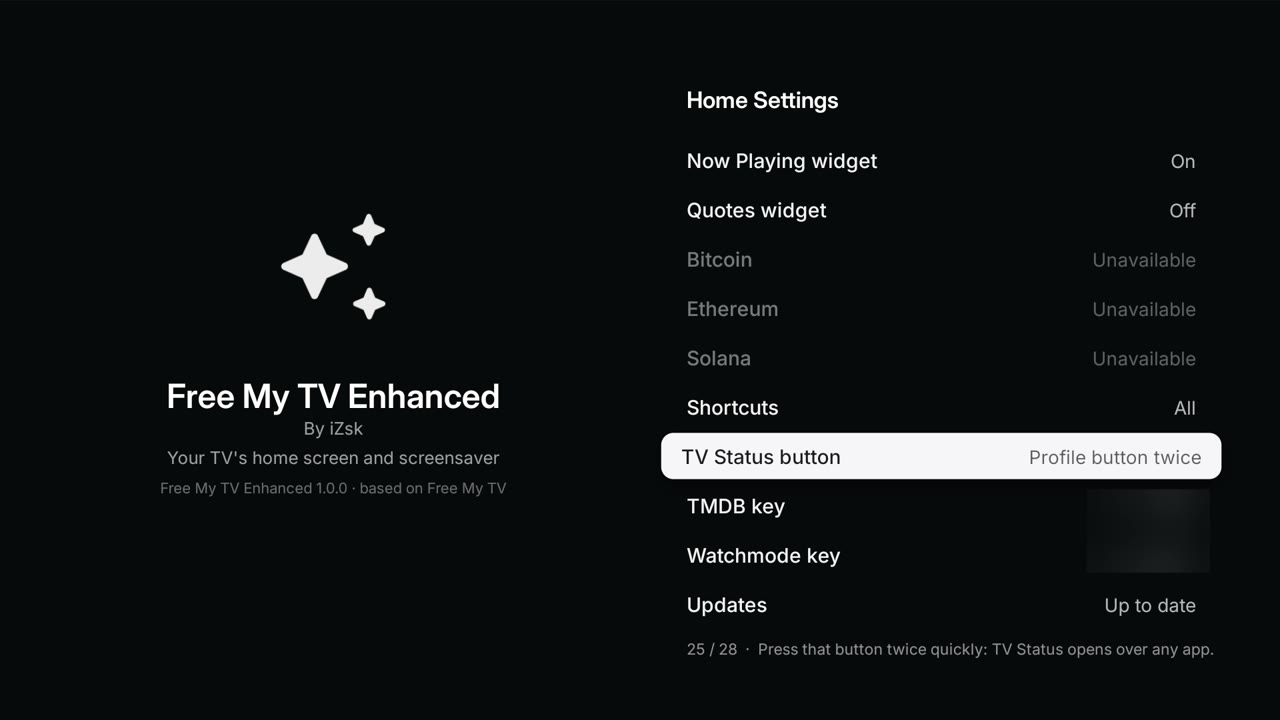 Free My TV Enhanced
By iZsk
Your TV's home screen and screensaver
Free My TV Enhanced 1.0.0 · based on Free My TV
Home Settings
Now Playing widget On
Quotes widget Off
Bitcoin Unavailable
Ethereum Unavailable
Solana Unavailable
Shortcuts All
TV Status button Profile button twice
TMDB key
Watchmode key
Updates Up to date
25 / 28 · Press that button twice quickly: TV Status opens over any app.